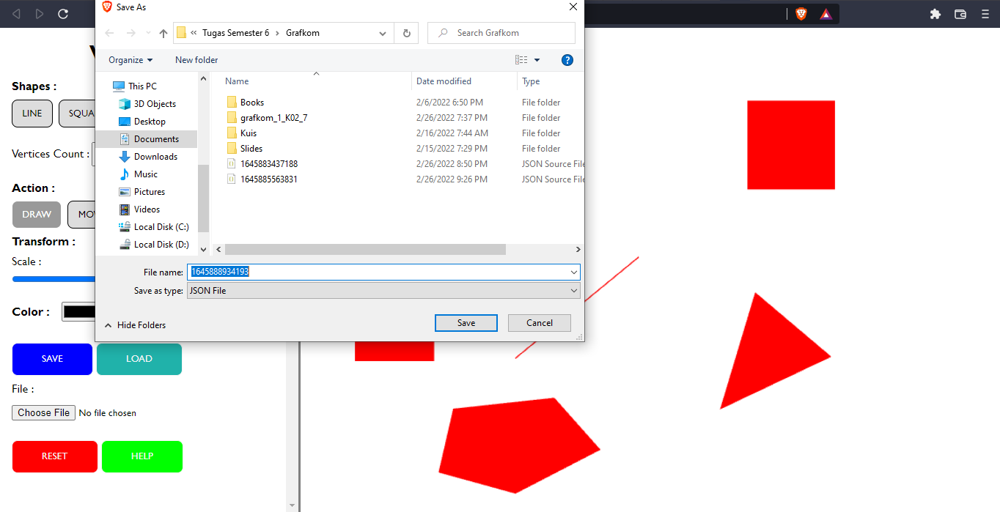 Save As
« Tugas Semester 6 › Grafkom
Search Grafkom
Organize
New folder
?
Name
Date modified
Type
This PC
3D Objects
Desktop
Documents
Downloads
Music
Pictures
Videos
Local Disk (C:)
Local Disk (D:)
Books 2/6/2022 6:50 PM File folder
grafkom_1_K02_7 2/26/2022 7:37 PM File folder
Kuis 2/16/2022 7:44 AM File folder
Slides 2/15/2022 7:29 PM File folder
1645883437188 2/26/2022 8:50 PM JSON Source File
1645885563831 2/26/2022 9:26 PM JSON Source File
File name: 1645888934193
Save as type: JSON File
Hide Folders
Save
Cancel
Shapes :
LINE
SQUA
Vertices Count :
Action :
DRAW
MO
Transform :
Scale :
Color :
SAVE
LOAD
File :
Choose File No file chosen
RESET
HELP